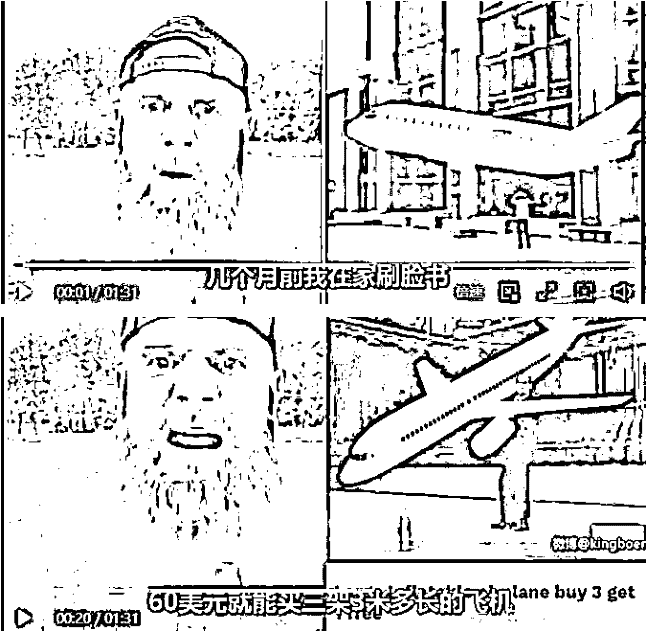 几个月前我在家刷脸书
00:01/01:31
倍速
微博@kingboer
lane buy 3 get
60美元就能买三架3米多长的飞机
00:20/01:31